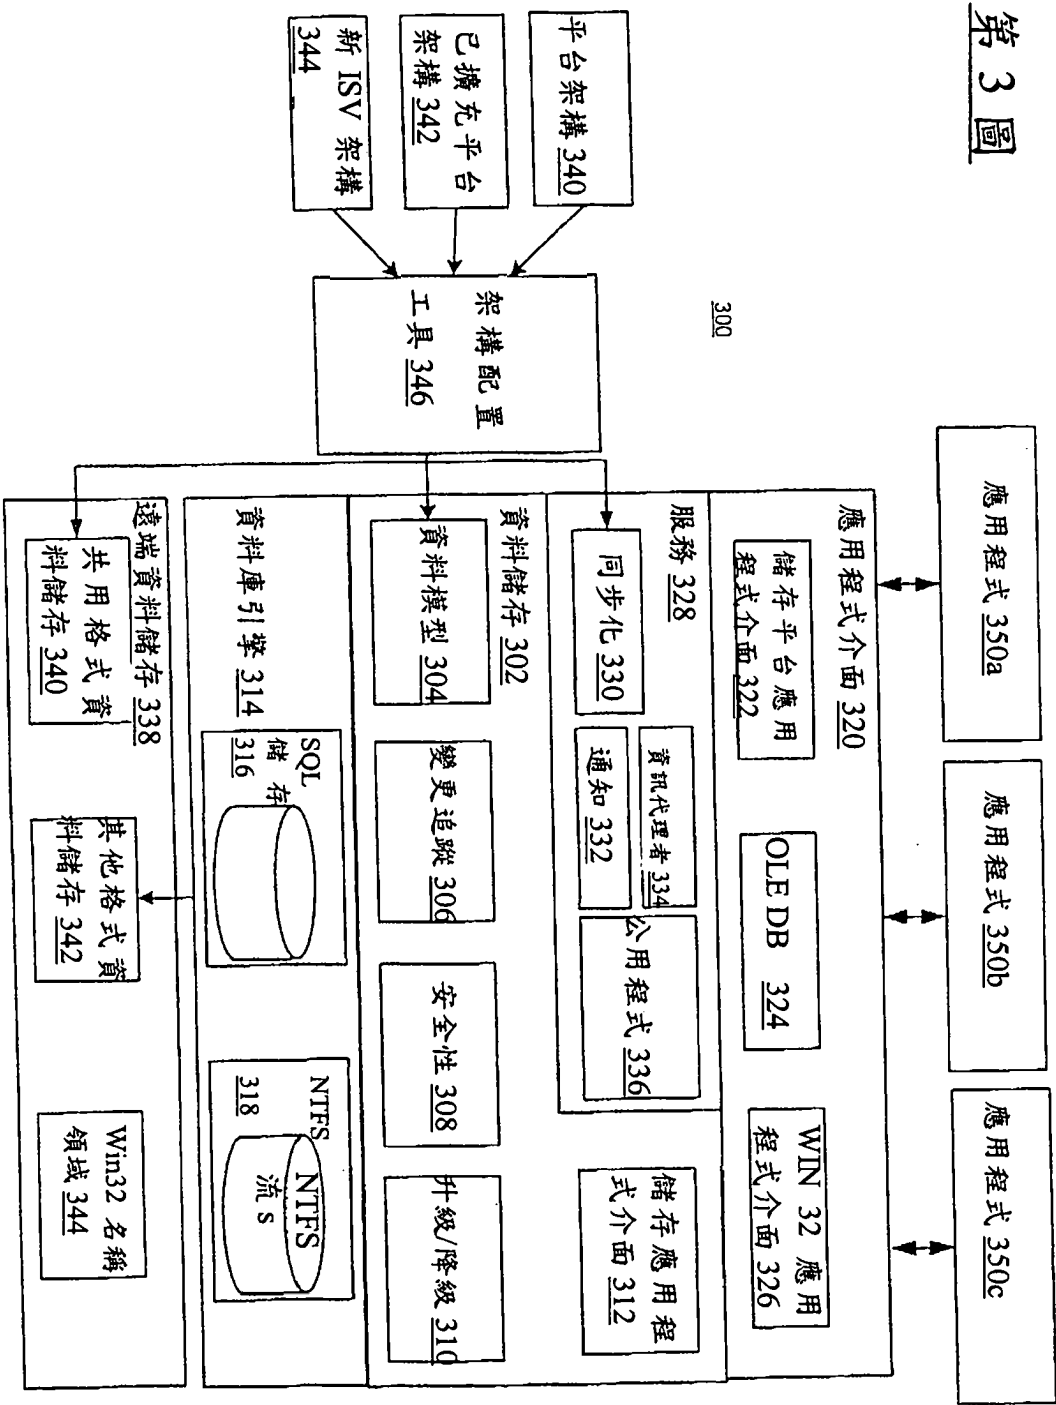 第 3 圖
300
應用程式 350a
應用程式 350b
應用程式 350c
應用程式介面 320
儲存平台應用
程式介面 322
OLE DB 324
WIN 32 應用
程式介面 326
服務 328
同步化 330
資訊代理者 334
通知 332
公用程式 336
儲存應用程
式介面 312
資料儲存 302
資料模型 304
變更追蹤 306
安全性 308
升級/降級 310
資料庫引擎 314
SQL
儲 存
316
NTFS
318
NTFS
流 s
遠端資料儲存 338
共用格式資
料儲存 340
其他格式資
料儲存 342
Win32 名稱
領域 344
平台架構 340
已擴充平台
架構 342
新 ISV 架構
344
架構配置
工具 346